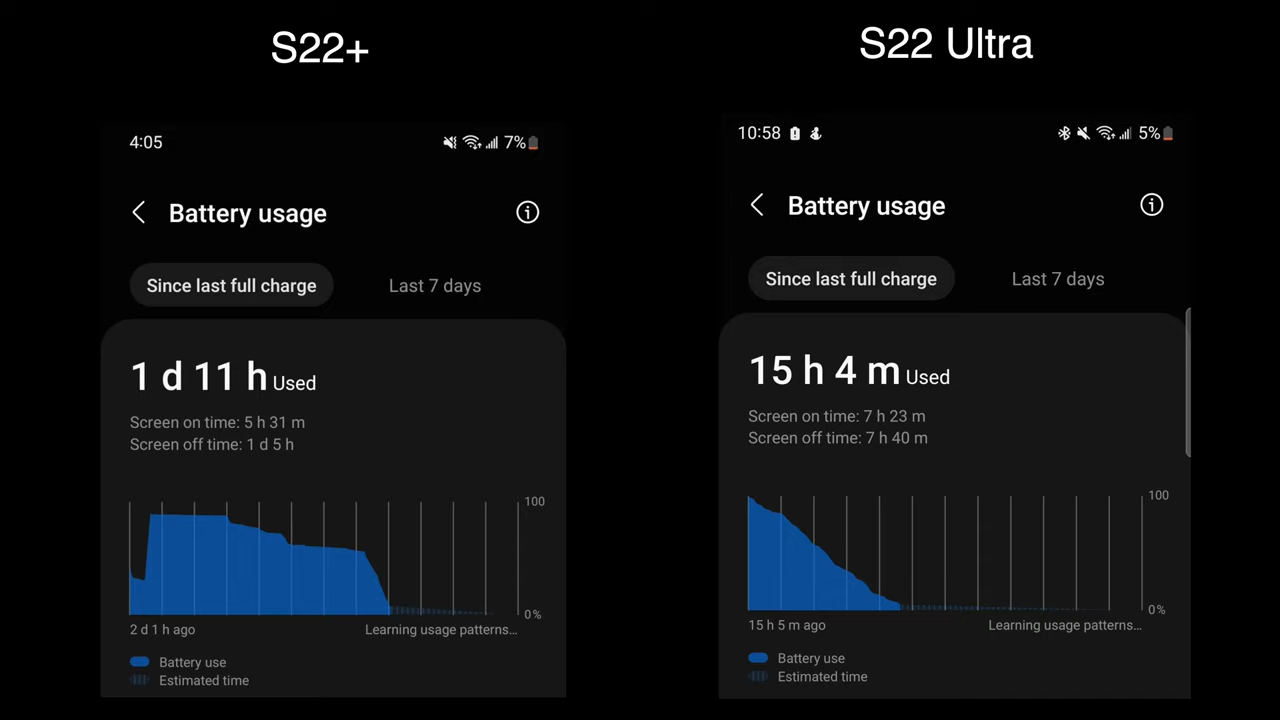 S22+
4:05
7%
Battery usage
Since last full charge
Last 7 days
1 d 11 h Used
Screen on time: 5 h 31 m
Screen off time: 1 d 5 h
100
0%
2 d 1 h ago
Learning usage patterns...
Battery use
Estimated time
S22 Ultra
10:58
5%
Battery usage
Since last full charge
Last 7 days
15 h 4 m Used
Screen on time: 7 h 23 m
Screen off time: 7 h 40 m
100
0%
15 h 5 m ago
Learning usage patterns...
Battery use
Estimated time